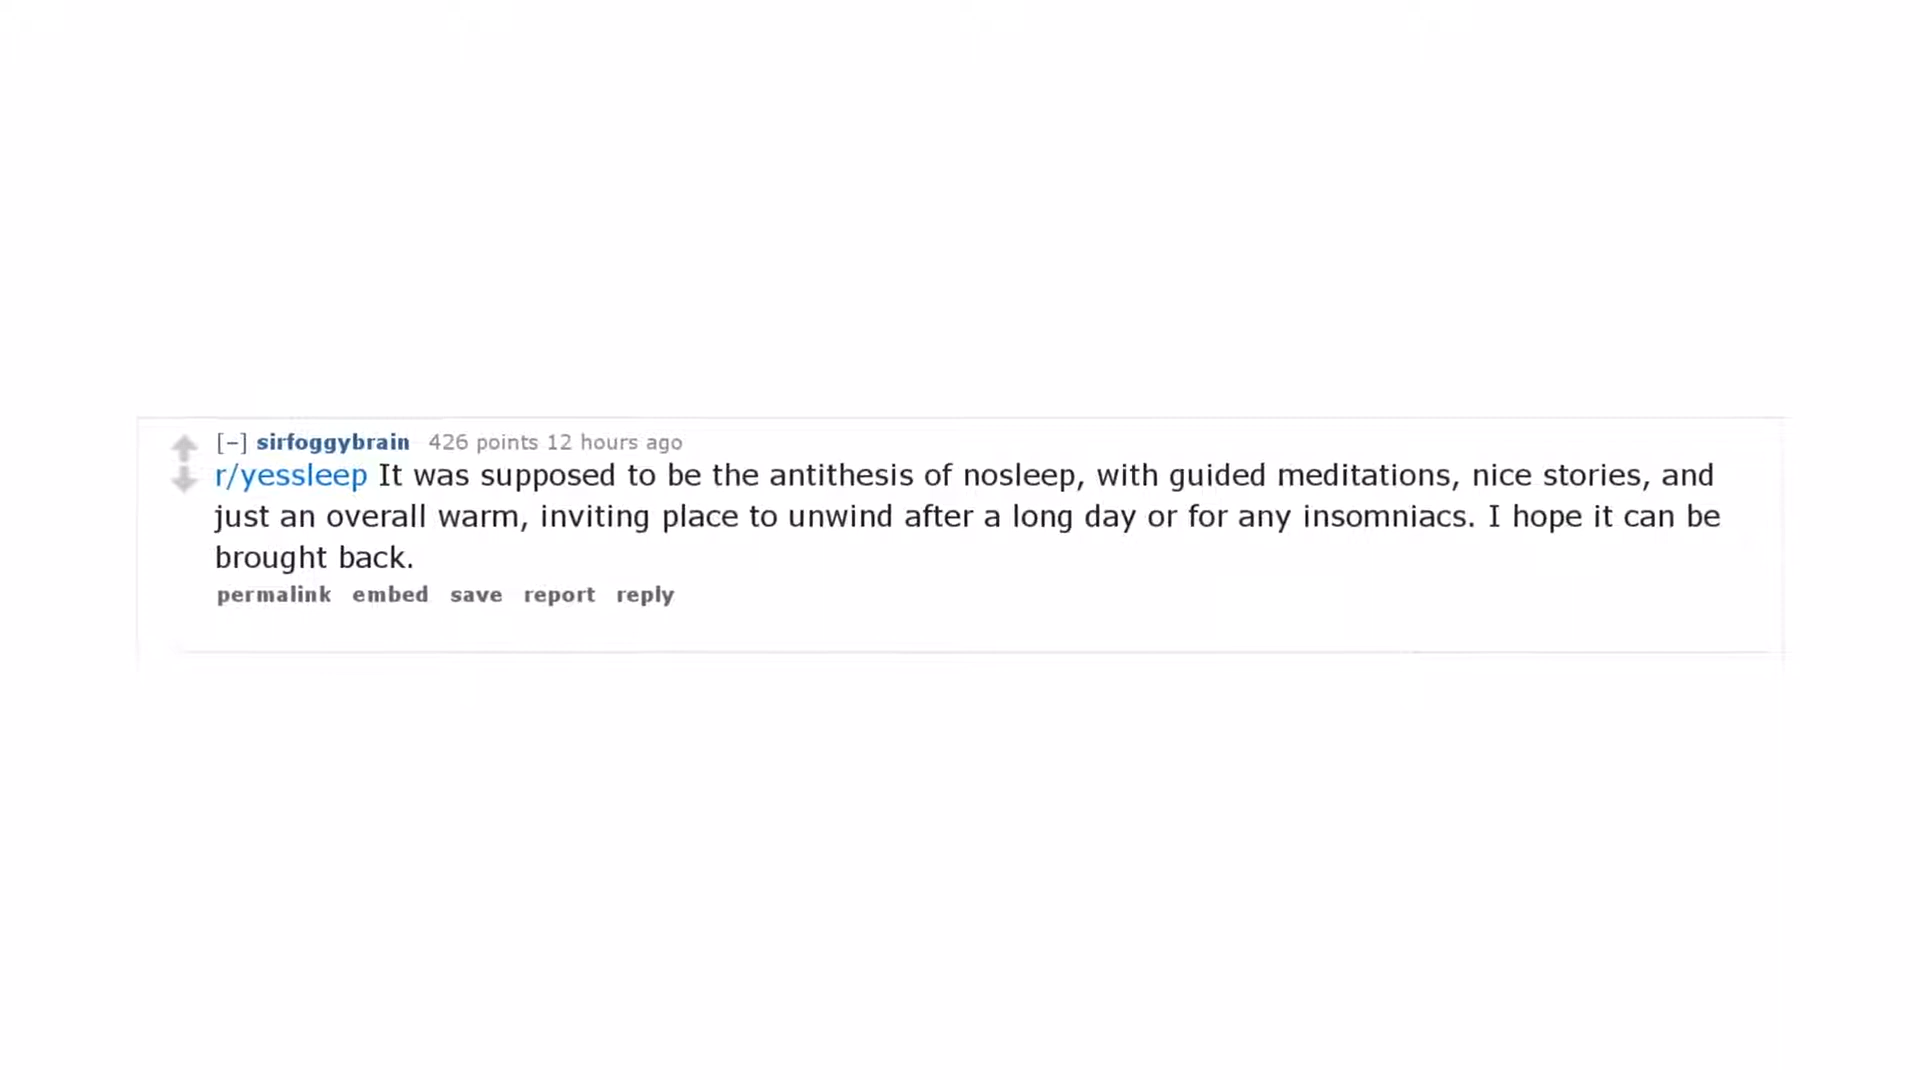 [–] sirfoggybrain 426 points 12 hours ago
r/yessleep It was supposed to be the antithesis of nosleep, with guided meditations, nice stories, and
just an overall warm, inviting place to unwind after a long day or for any insomniacs. I hope it can be
brought back.
permalink embed save report reply